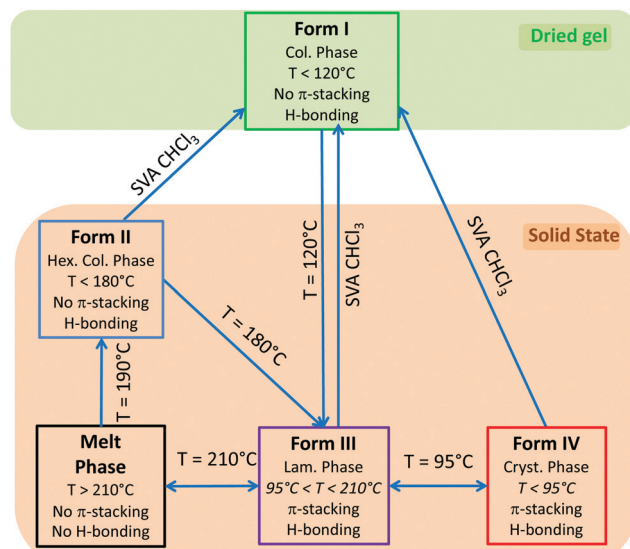 Form I
Col. Phase
T < 120°C
No π-stacking
H-bonding
Dried gel
SVA CHCl₃
T = 120°C
SVA CHCl₃
SVA CHCl₃
Solid State
Form II
Hex. Col. Phase
T < 180°C
No π-stacking
H-bonding
T = 180°C
T = 190°C
Melt
Phase
T > 210°C
No π-stacking
No H-bonding
T = 210°C
Form III
Lam. Phase
95°C < T < 210°C
π-stacking
H-bonding
T = 95°C
Form IV
Cryst. Phase
T < 95°C
π-stacking
H-bonding